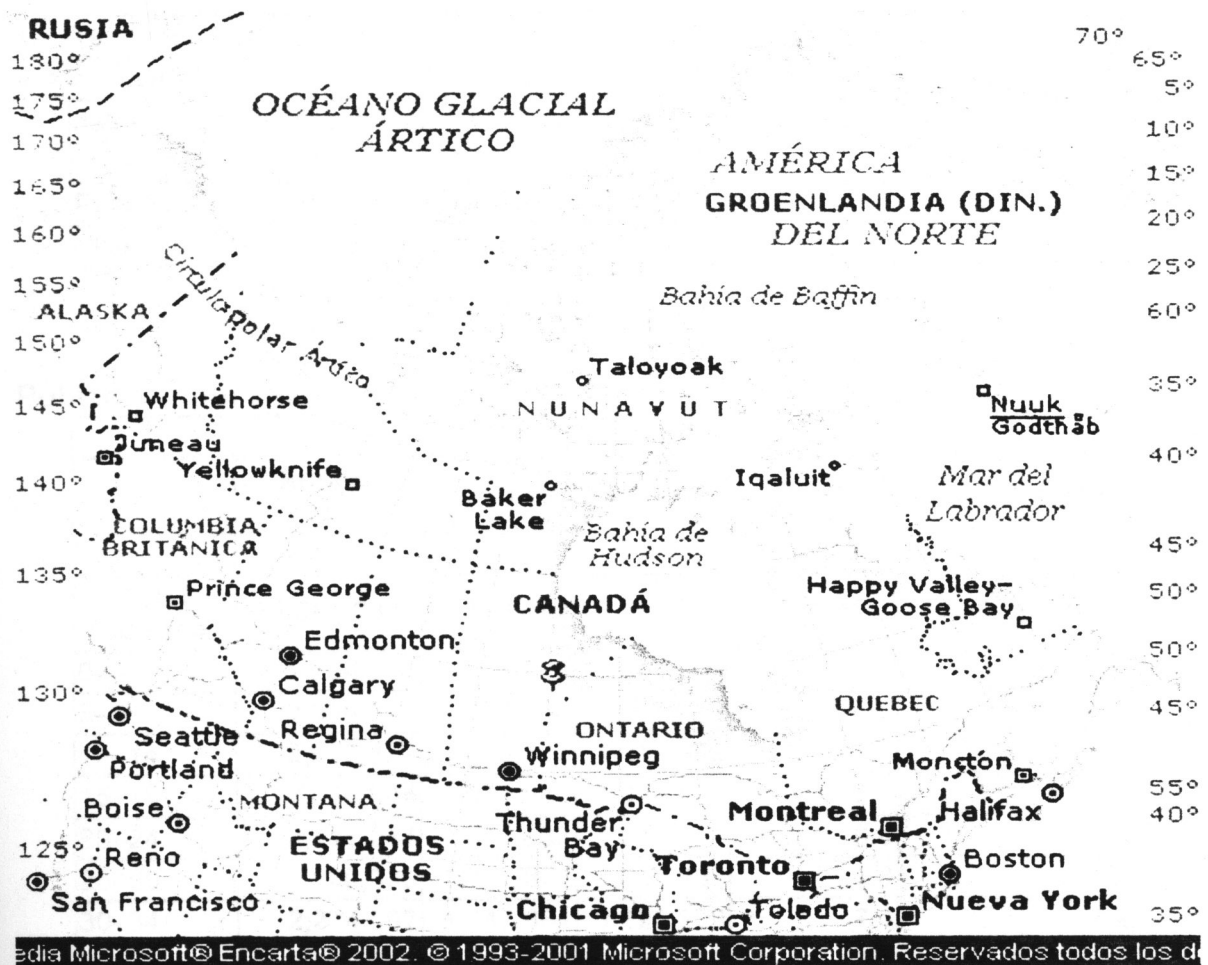 RUSIA
70°
180°
65°
175°
5°
OCÉANO GLACIAL
ÁRTICO
170°
10°
AMÉRICA
165°
15°
GROENLANDIA (DIN.)
160°
20°
DEL NORTE
Círculo polar Ártico
155°
25°
Bahía de Baffin
ALASKA
60°
150°
Taloyoak
35°
145°
Whitehorse
NUNAVUT
Nuuk
Godthåb
Juneau
40°
Yellowknife
Iqaluit
Mar del
Labrador
140°
Baker
Lake
COLUMBIA
BRITÁNICA
Bahía de
Hudson
45°
135°
Prince George
Happy Valley-
Goose Bay
50°
CANADÁ
Edmonton
50°
130°
Calgary
QUEBEC
45°
Seattle
Regina
ONTARIO
Portland
Winnipeg
Moncton
55°
Boise
MONTANA
Thunder
Bay
Montreal
Halifax
40°
125°
Reno
ESTADOS
UNIDOS
Toronto
Boston
San Francisco
Chicago
Toledo
Nueva York
35°
edia Microsoft® Encarta® 2002. © 1993-2001 Microsoft Corporation. Reservados todos los d